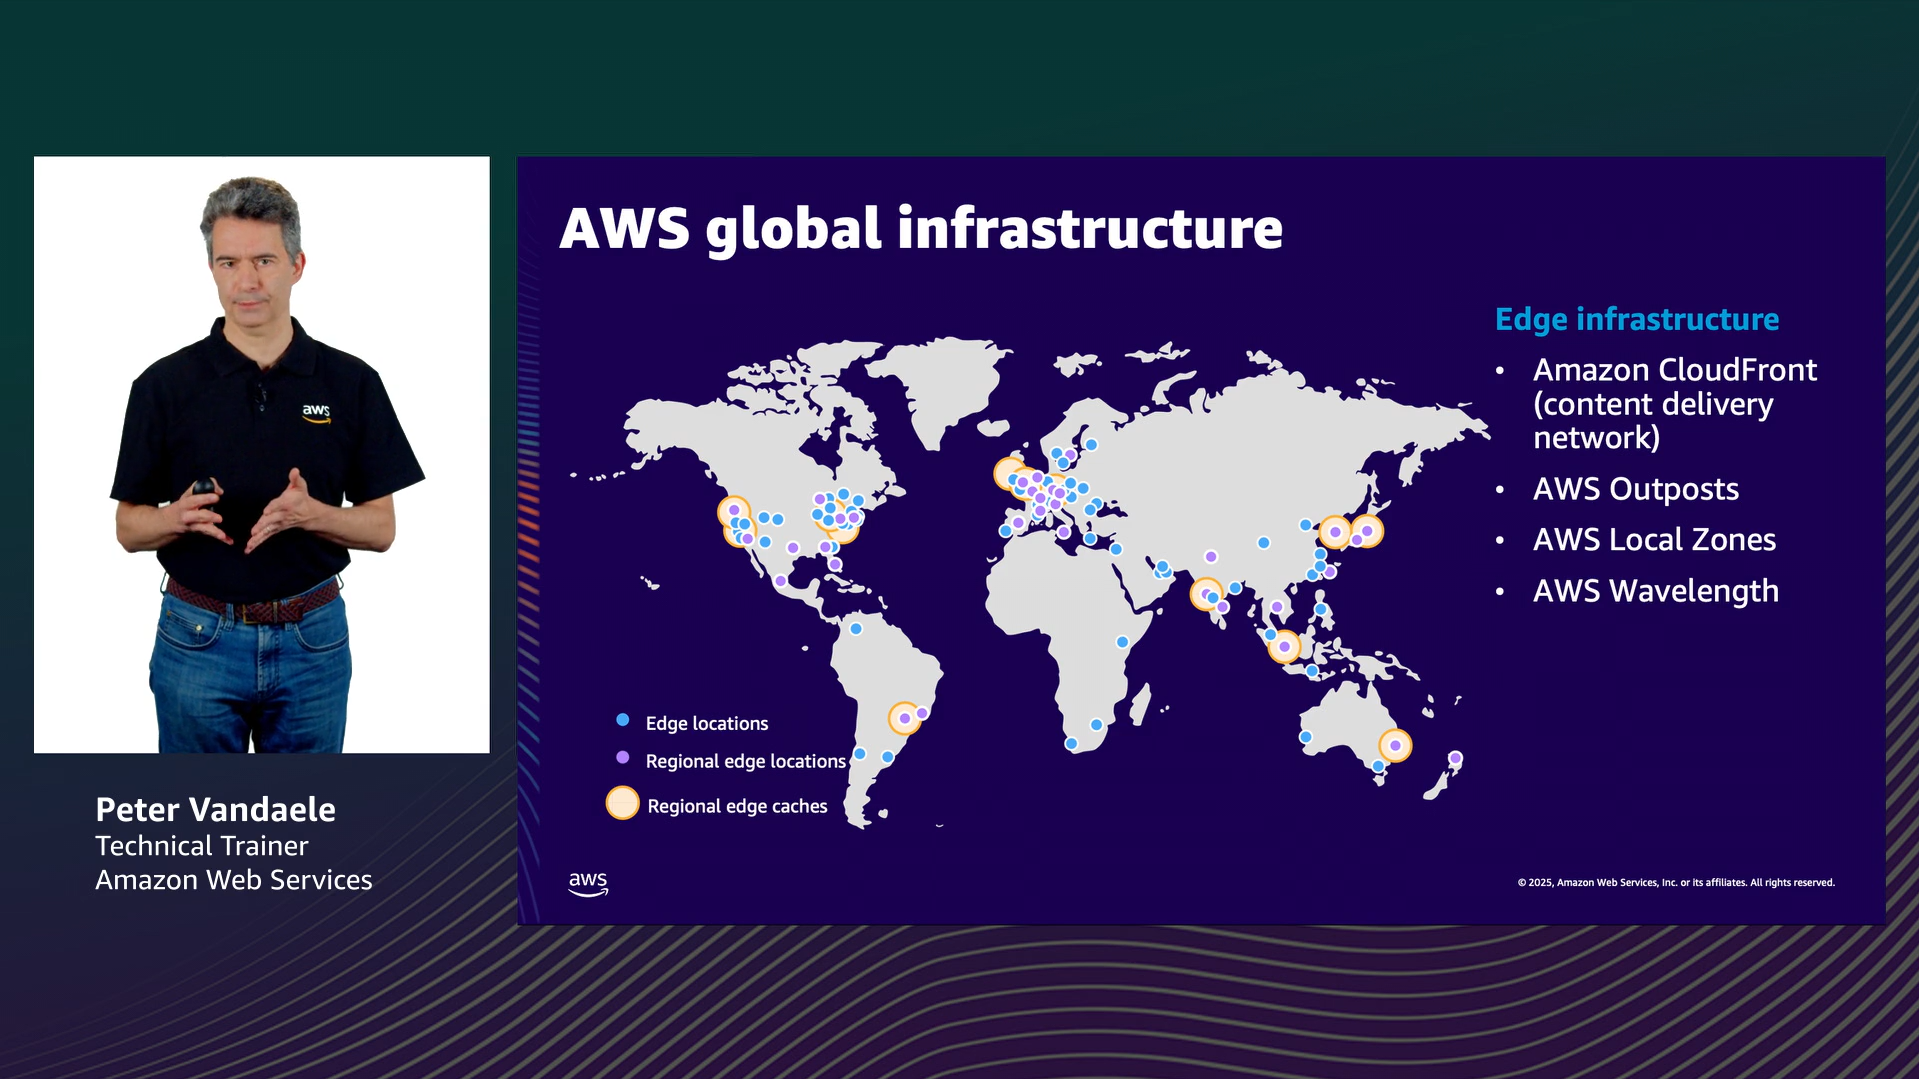 aws
Peter Vandaele
Technical Trainer
Amazon Web Services
AWS global infrastructure
Edge locations
Regional edge locations
Regional edge caches
Edge infrastructure
• Amazon CloudFront
(content delivery
network)
• AWS Outposts
• AWS Local Zones
• AWS Wavelength
aws
© 2025, Amazon Web Services, Inc. or its affiliates. All rights reserved.